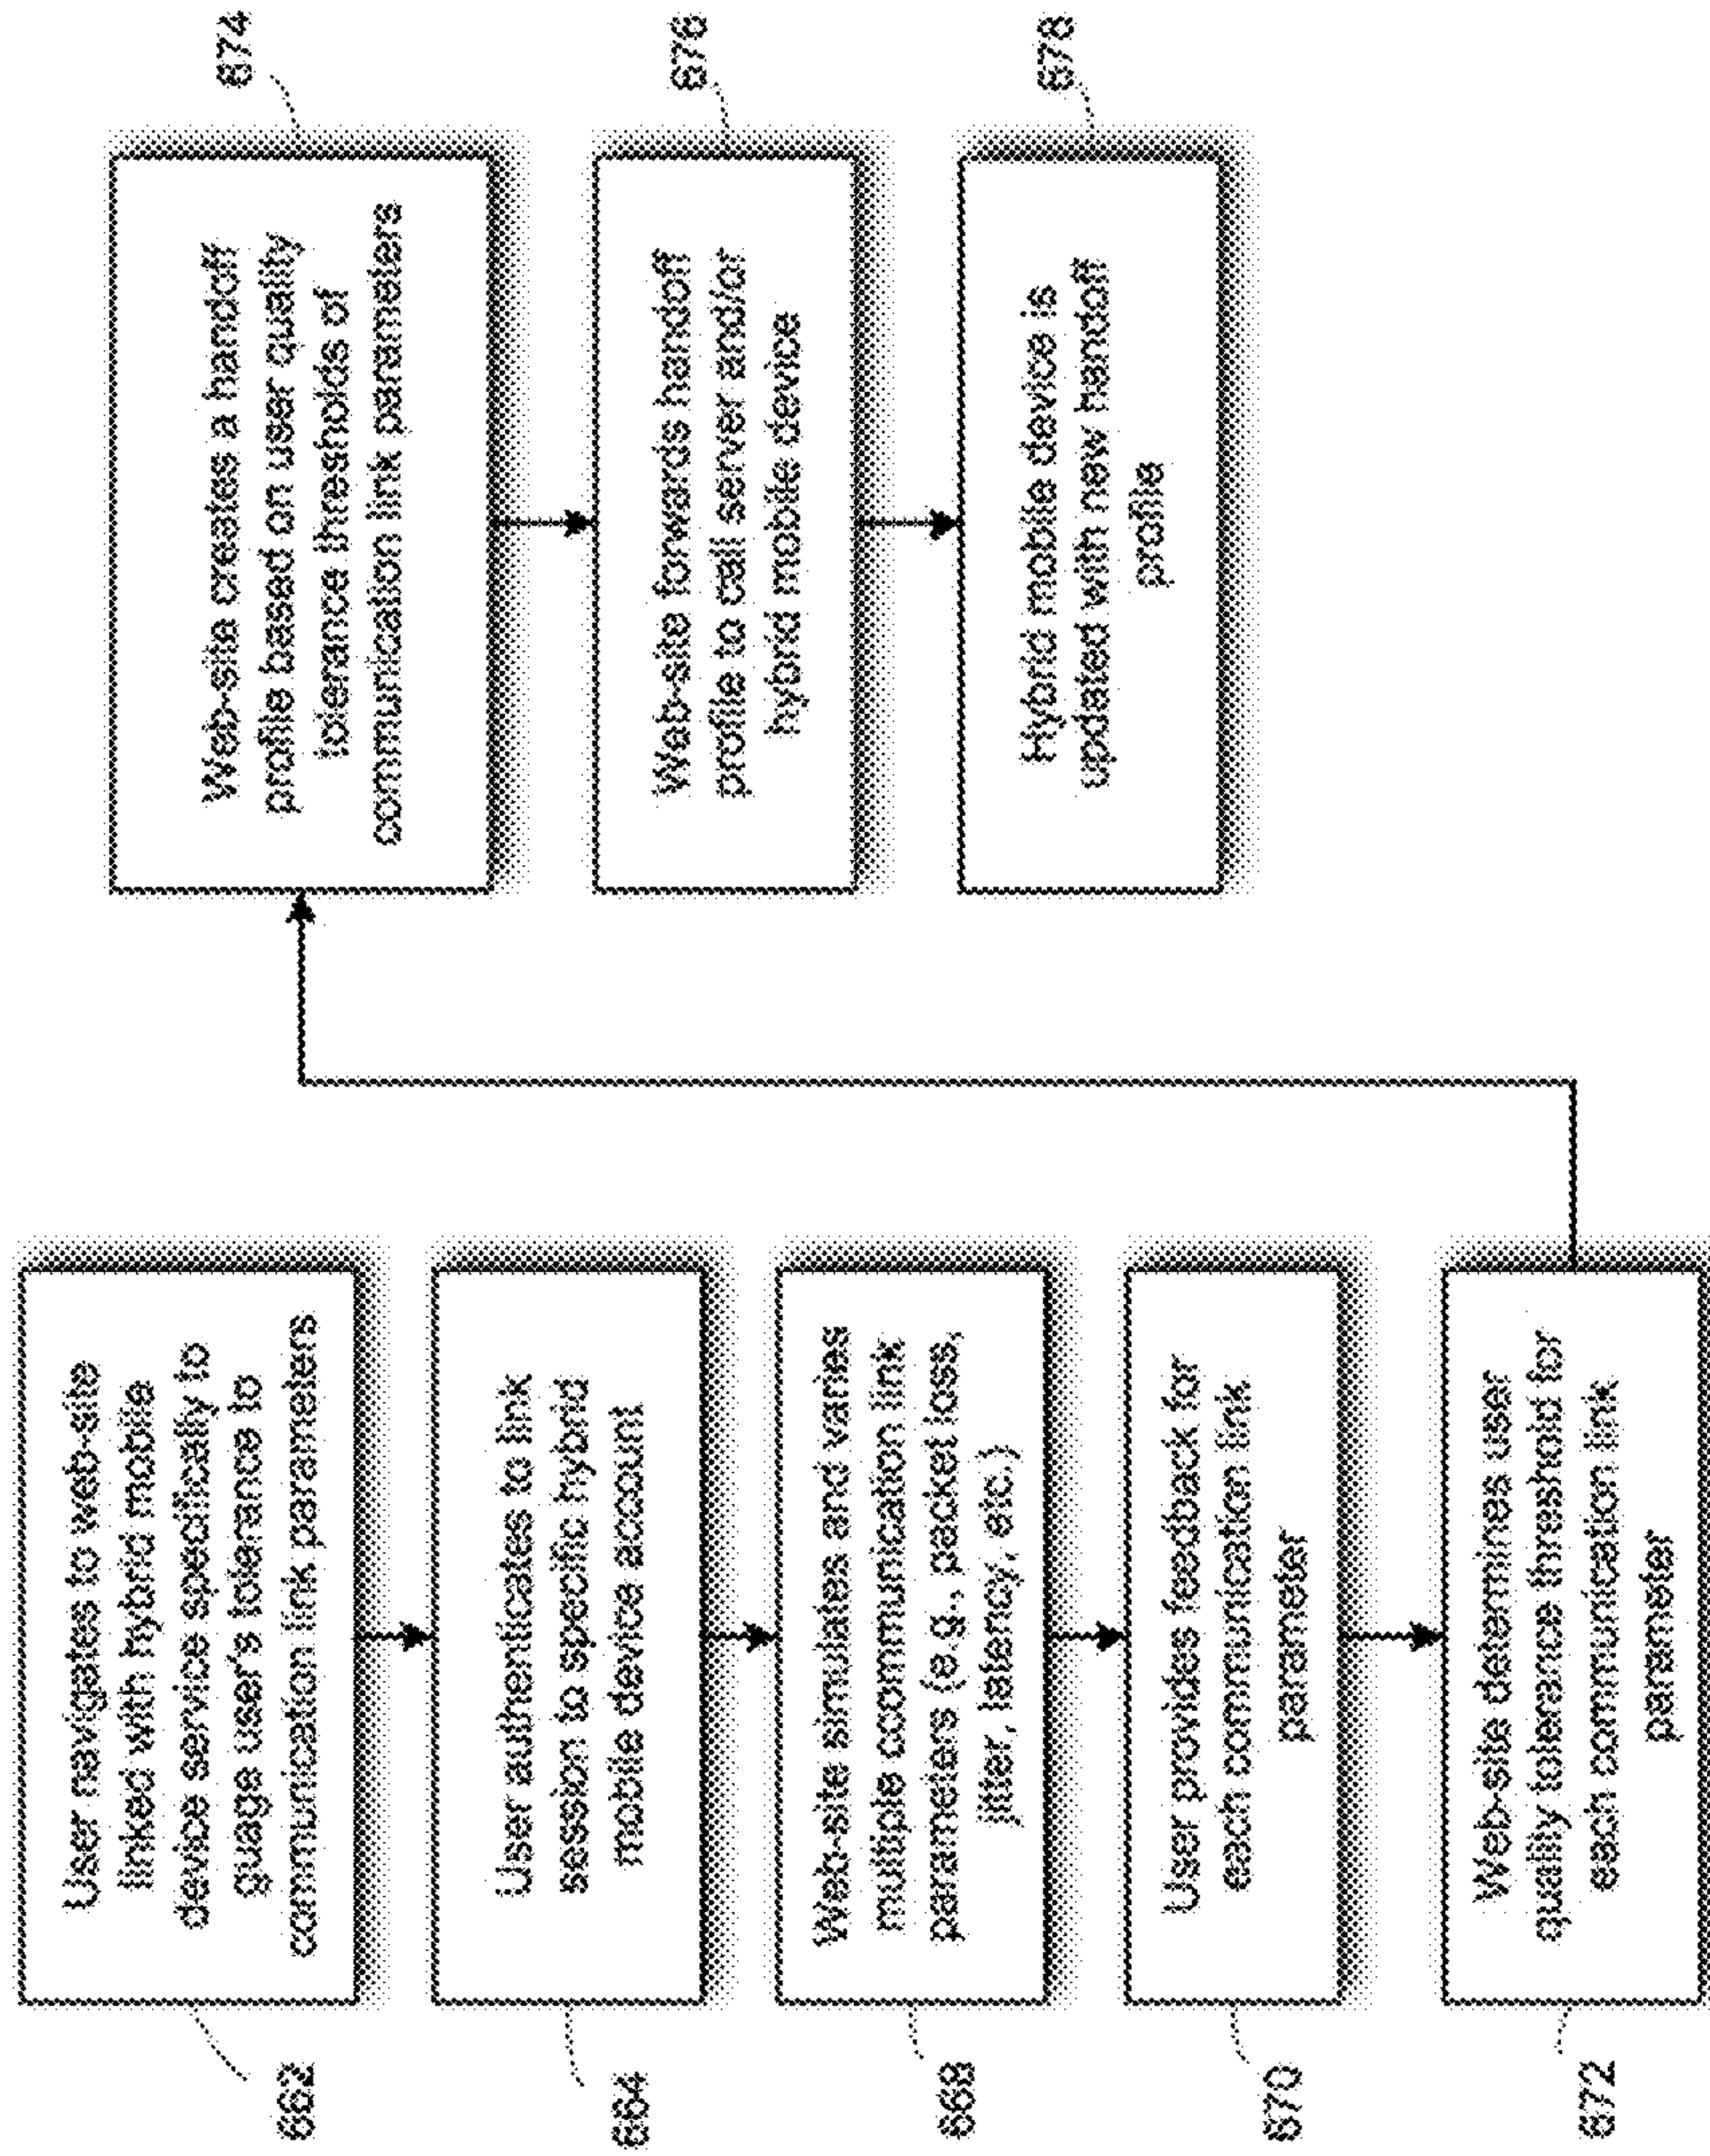 User navigates to web-site
linked with hybrid mobile
device service specifically to
guage user's tolerance to
communication link parameters
662
User authenticates to link
session to specific hybrid
mobile device account
664
Web-site simulates and varies
multiple communication link
parameters (e.g., packet loss,
jitter, latency, etc.)
668
User provides feedback for
each communication link
parameter
670
Web-site determines user
quality tolerance threshold for
each communication link
parameter
672
Web-site creates a handoff
profile based on user quality
tolerance thresholds of
communication link parameters
674
Web-site forwards handoff
profile to call server and/or
hybrid mobile device
676
Hybrid mobile device is
updated with new handoff
profile
678